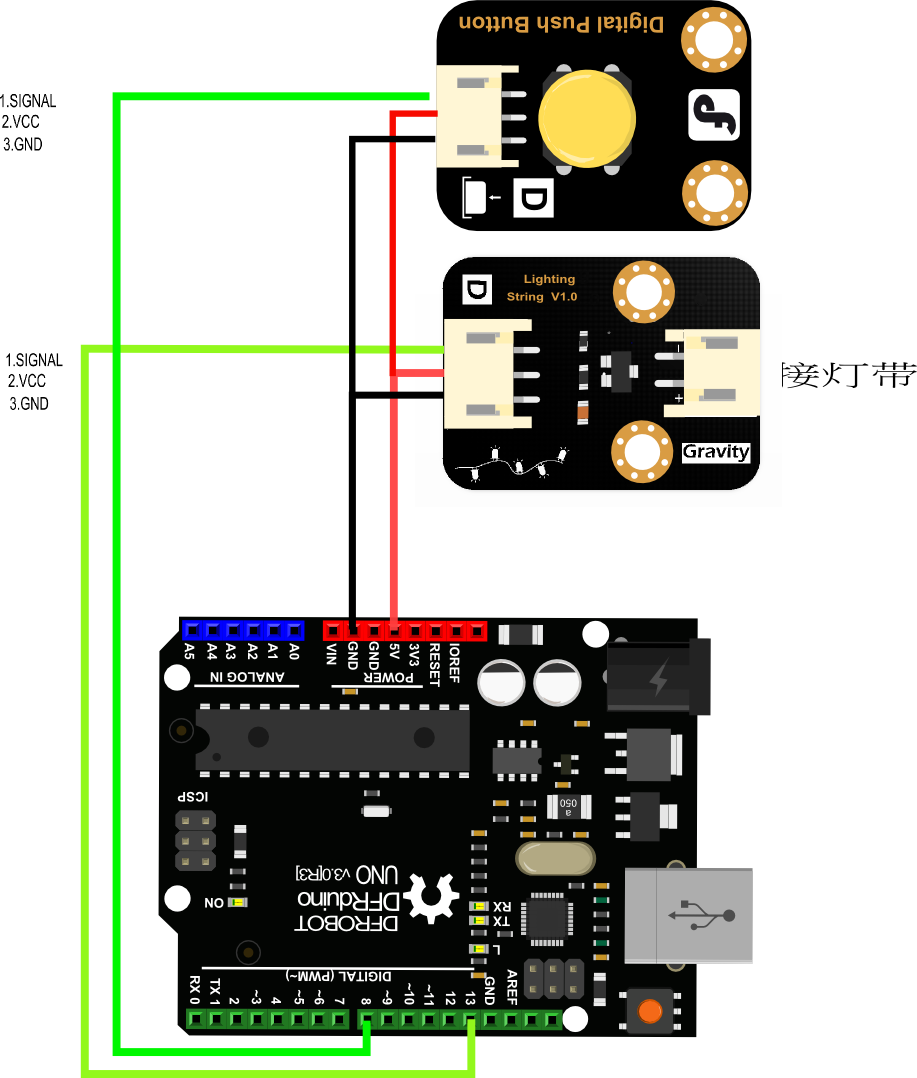 Digital Push Button
1.SIGNAL
2.VCC
3.GND
D
Lighting
String V1.0
D
1.SIGNAL
2.VCC
3.GND
接灯带
+
Gravity
A5 A4 A3 A2 A1 A0
VIN GND GND 5V 3V3 RESET IOREF
ANALOG IN
POWER
ICSP
a
050
UNO v3.0[R3]
DFRduino
DFROBOT
ON
RX
TX
L
DIGITAL (PWM~)
RX 0 TX 1 2 ~3 4 ~5 ~6 7 8 ~9 ~10 ~11 12 13 GND AREF